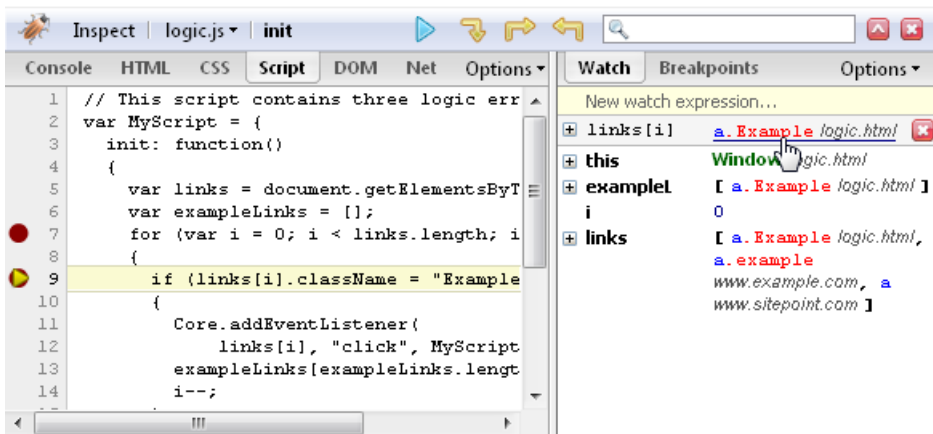 Inspect logic.js init
Console HTML CSS Script DOM Net Options
1 // This script contains three logic err
2 var MyScript = {
3 init: function()
4 {
5 var links = document.getElementsByT
6 var exampleLinks = [];
7 for (var i = 0; i < links.length; i
8 {
9 if (links[i].className = "Example
10 {
11 Core.addEventListener(
12 links[i], "click", MyScript
13 exampleLinks[exampleLinks.lengt
14 i--;
Watch Breakpoints Options
New watch expression...
links[i] a.Example logic.html
this Window logic.html
exampleL [ a.Example logic.html ]
i 0
links [ a.Example logic.html,
a.example
www.example.com, a
www.sitepoint.com ]